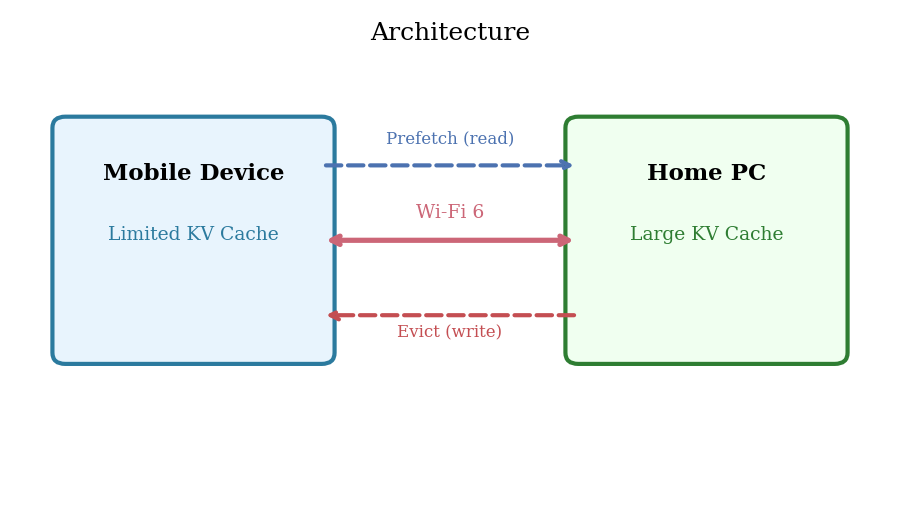 Architecture
Mobile Device
Limited KV Cache
Prefetch (read)
Wi-Fi 6
Evict (write)
Home PC
Large KV Cache